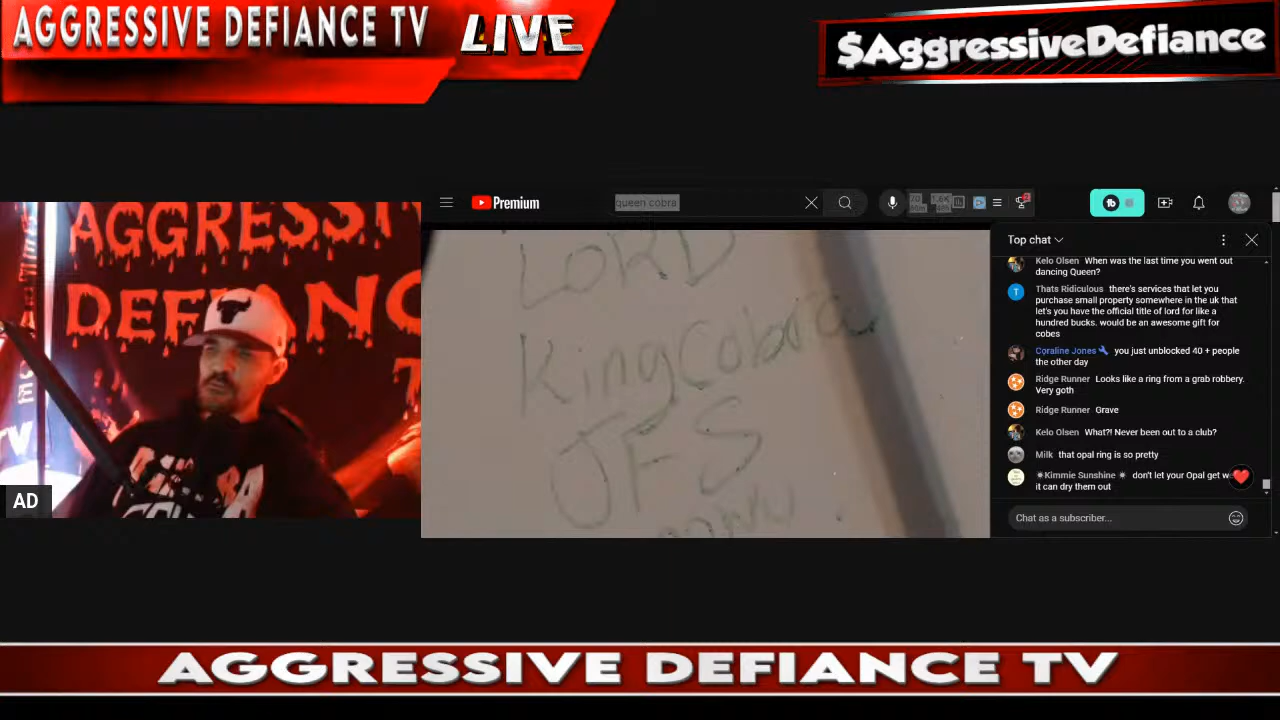 AGGRESSIVE DEFIANCE TV
LIVE
$AggressiveDefiance
AGGRESSI
DEF ANC
T
TV
AD
Premium
queen cobra
LORD
KingCobra
JFS
Top chat
Kelo Olsen When was the last time you went out
dancing Queen?
Thats Ridiculous there's services that let you
purchase small property somewhere in the uk that
let's you have the official title of lord for like a
hundred bucks. would be an awesome gift for
cobes
Coraline Jones you just unblocked 40 + people
the other day
Ridge Runner Looks like a ring from a grab robbery.
Very goth
Ridge Runner Grave
Kelo Olsen What?! Never been out to a club?
Milk that opal ring is so pretty
☀Kimmie Sunshine☀ don't let your Opal get
it can dry them out
Chat as a subscriber...
AGGRESSIVE DEFIANCE TV